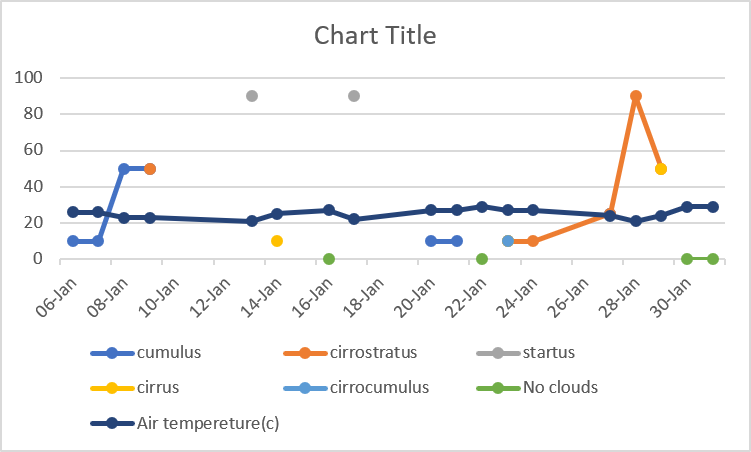 Chart Title
100
80
60
40
20
0
06-Jan 08-Jan 10-Jan 12-Jan 14-Jan 16-Jan 18-Jan 20-Jan 22-Jan 24-Jan 26-Jan 28-Jan 30-Jan
cumulus cirrostratus startus
cirrus cirrocumulus No clouds
Air tempereture(c)